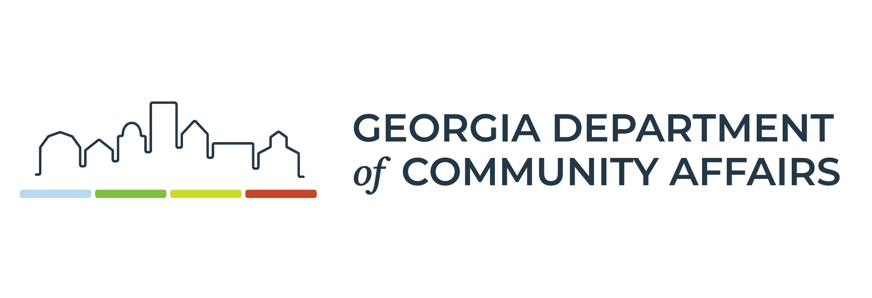 GEORGIA DEPARTMENT
of COMMUNITY AFFAIRS